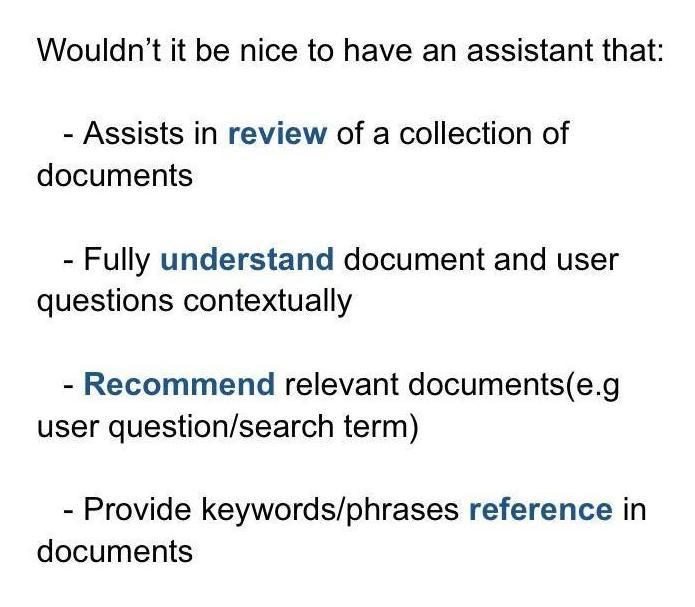 Wouldn’t it be nice to have an assistant that:
- Assists in review of a collection of
documents
- Fully understand document and user
questions contextually
- Recommend relevant documents(e.g
user question/search term)
- Provide keywords/phrases reference in
documents